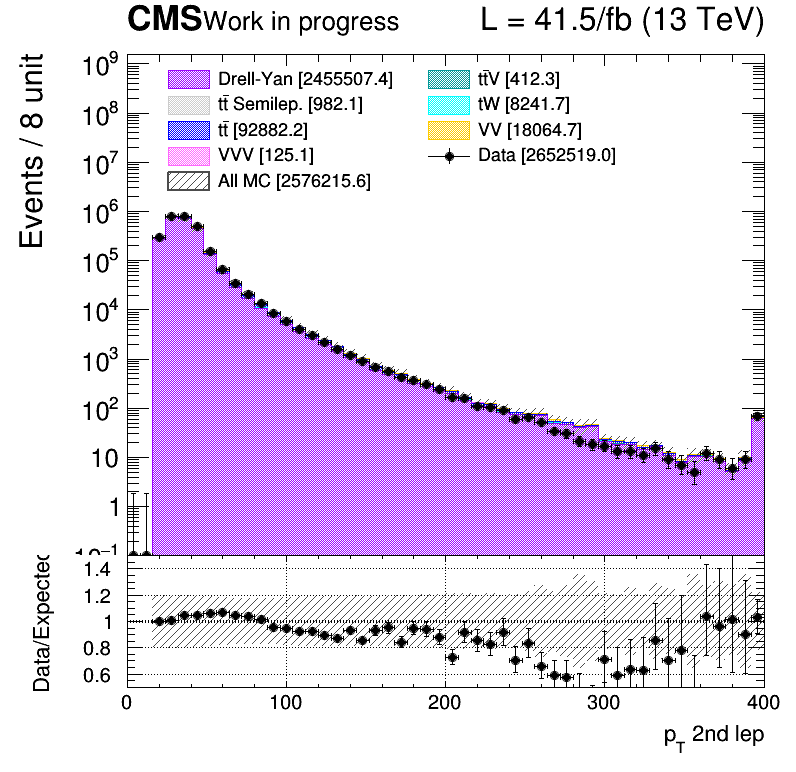 CMS Work in progress L = 41.5/fb (13 TeV)
Events / 8 unit
10⁹
10⁸
10⁷
10⁶
10⁵
10⁴
10³
10²
10
1
10⁻¹
Drell-Yan [2455507.4]
tt̄ Semilep. [982.1]
tt̄ [92882.2]
VVV [125.1]
All MC [2576215.6]
tt̄V [412.3]
tW [8241.7]
VV [18064.7]
Data [2652519.0]
Data/Expected
1.4
1.2
1
0.8
0.6
0 100 200 300 400
p_T 2nd lep